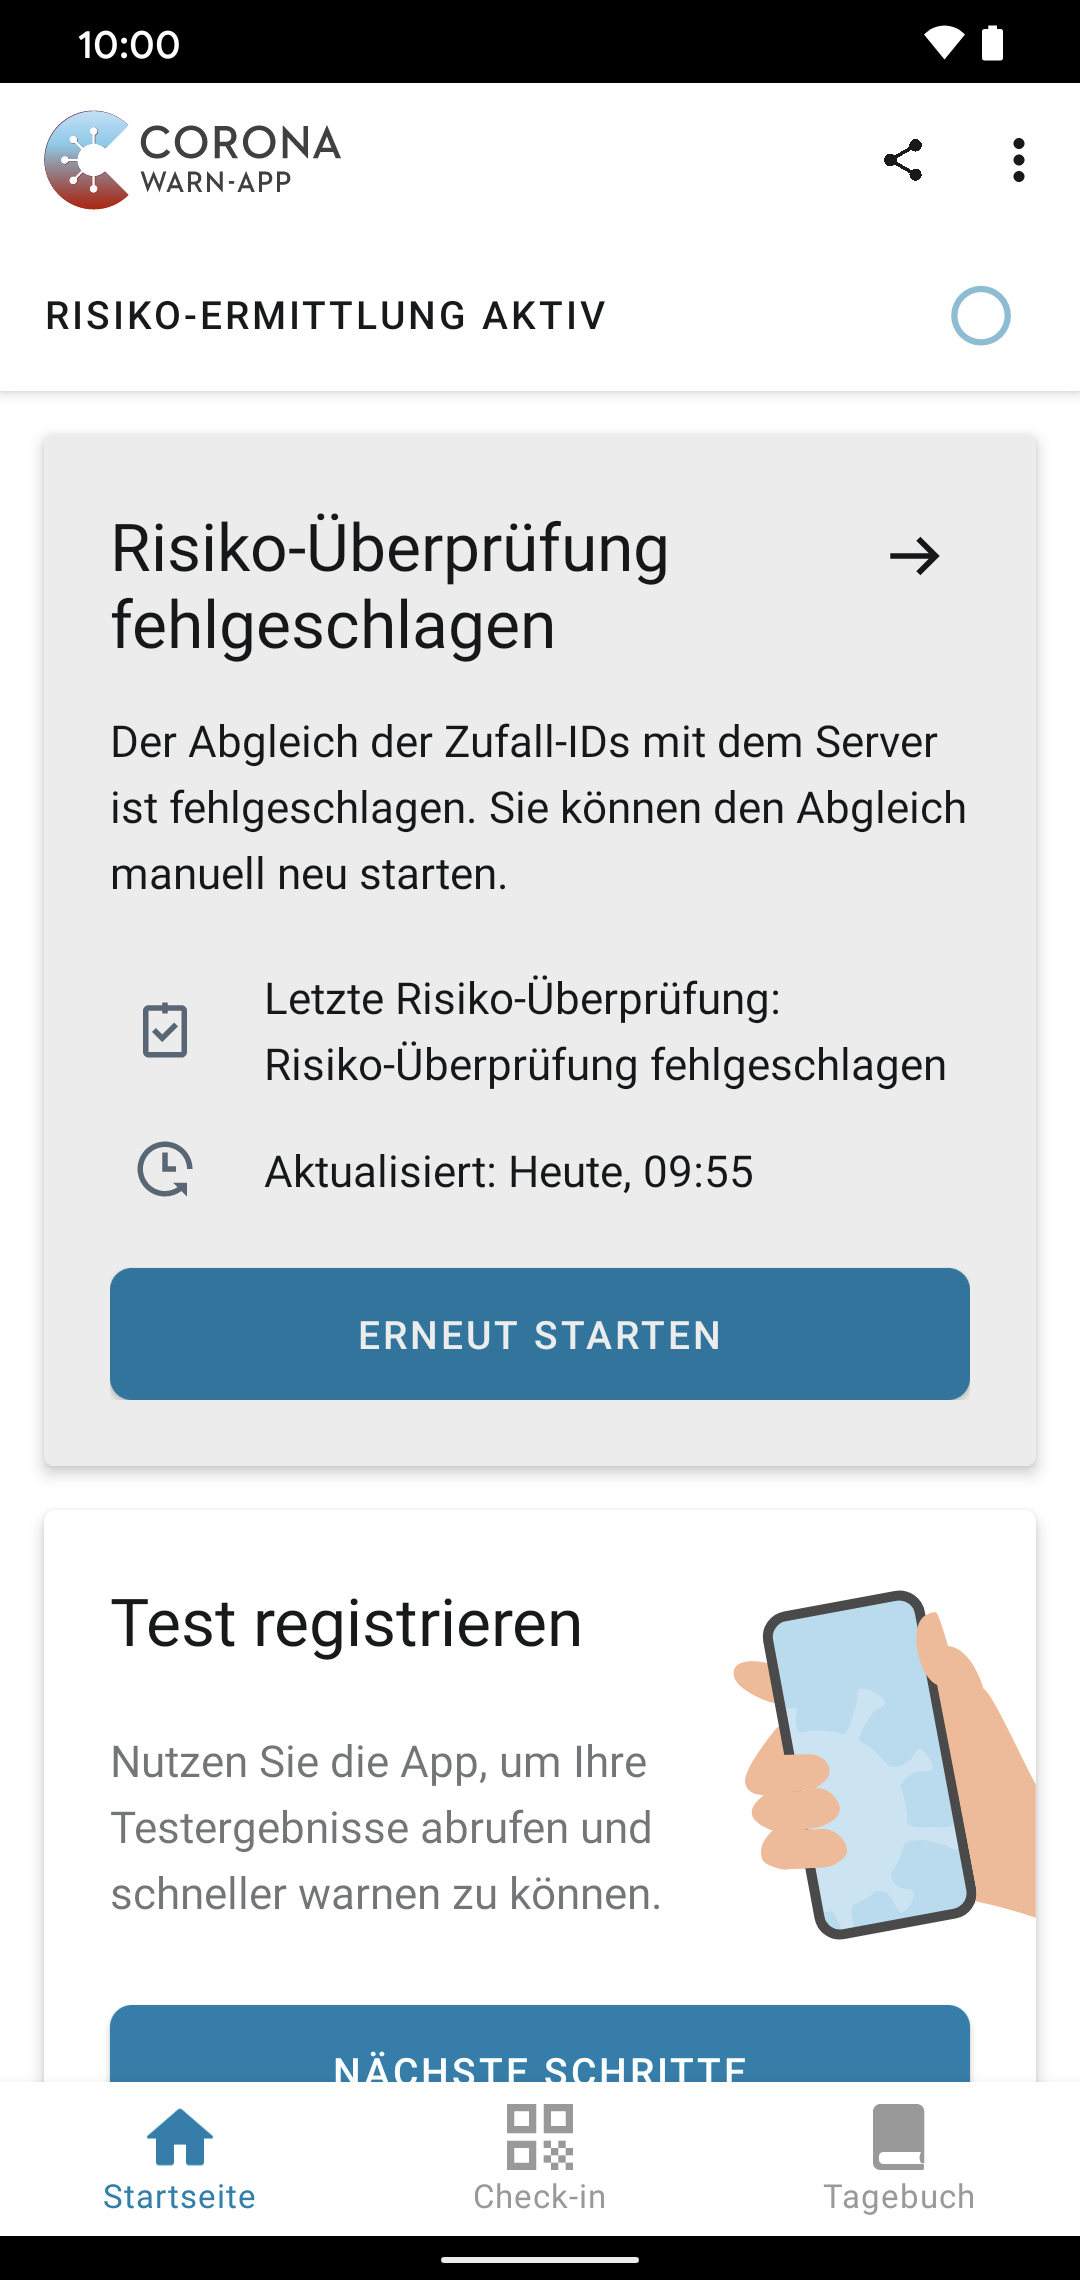 10:00
CORONA
WARN-APP
RISIKO-ERMITTLUNG AKTIV
Risiko-Überprüfung
fehlgeschlagen
Der Abgleich der Zufall-IDs mit dem Server
ist fehlgeschlagen. Sie können den Abgleich
manuell neu starten.
Letzte Risiko-Überprüfung:
Risiko-Überprüfung fehlgeschlagen
Aktualisiert: Heute, 09:55
ERNEUT STARTEN
Test registrieren
Nutzen Sie die App, um Ihre
Testergebnisse abrufen und
schneller warnen zu können.
NÄCHSTE SCHRITTE
Startseite
Check-in
Tagebuch